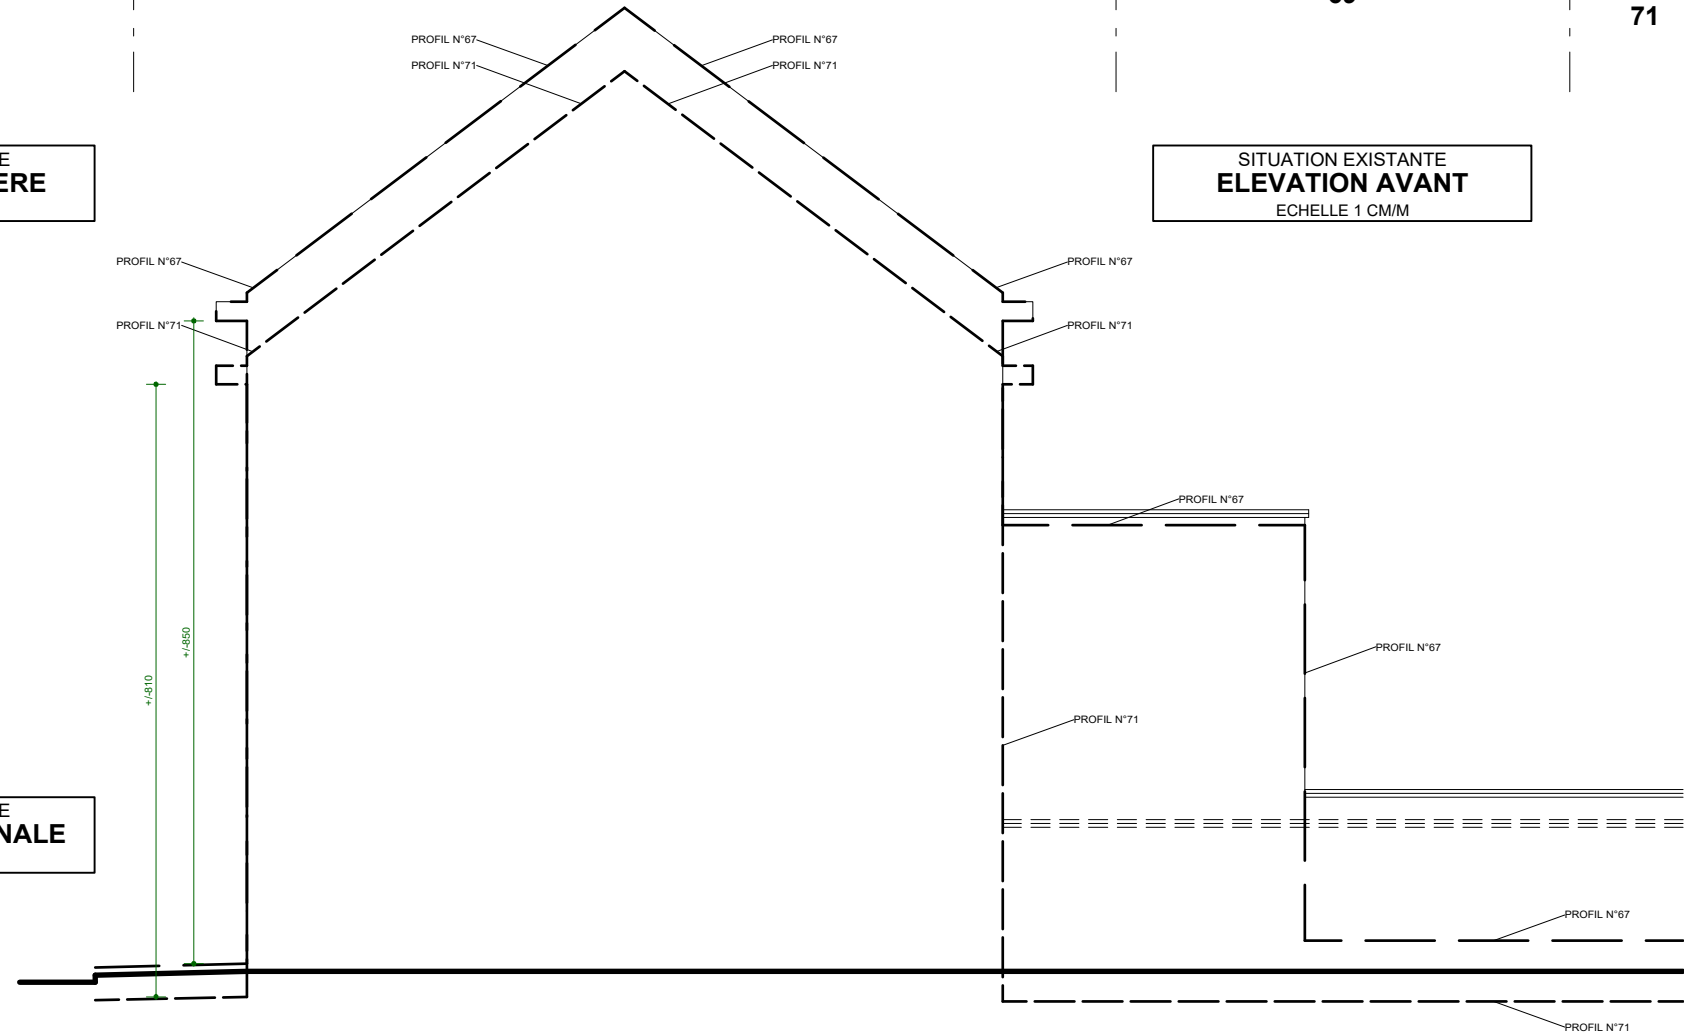 71
PROFIL N°67
PROFIL N°67
PROFIL N°71
PROFIL N°71
E
ERE
SITUATION EXISTANTE
ELEVATION AVANT
ECHELLE 1 CM/M
PROFIL N°67
PROFIL N°67
PROFIL N°71
PROFIL N°71
PROFIL N°67
+/-850
PROFIL N°67
+/-810
PROFIL N°71
E
NALE
PROFIL N°67
PROFIL N°71